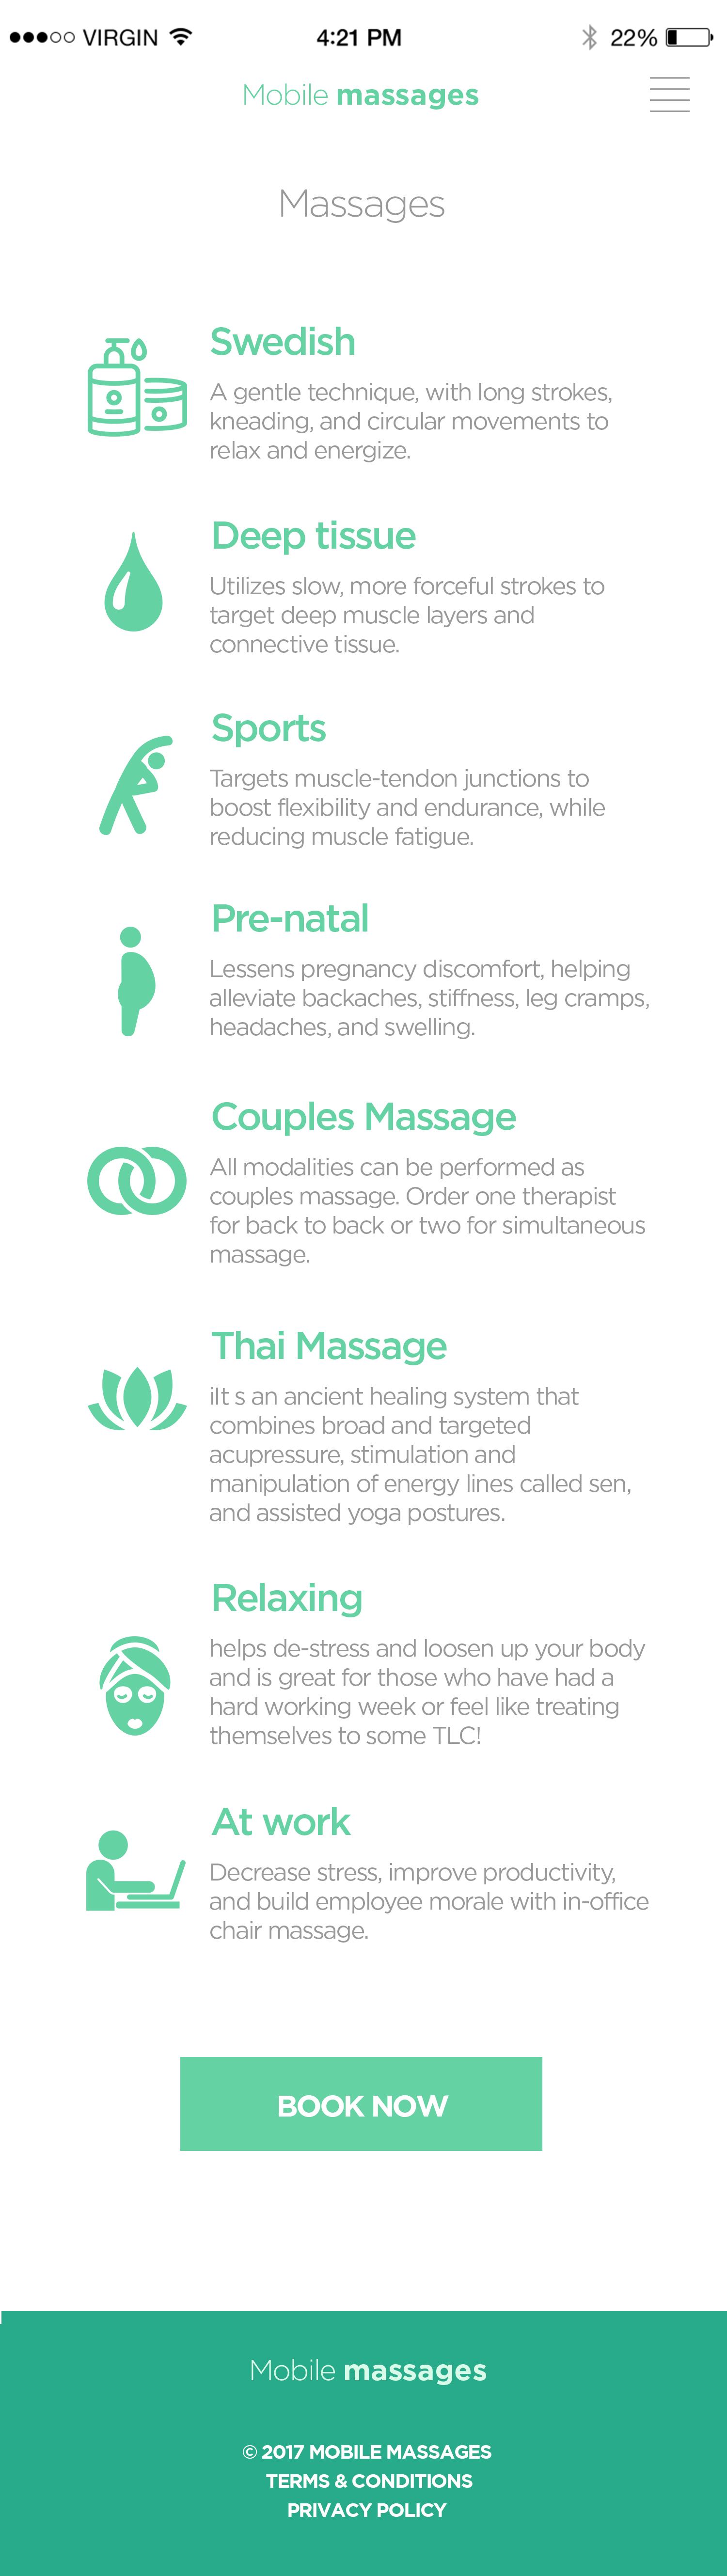 VIRGIN 4:21 PM 22%
Mobile massages
Massages
Swedish
A gentle technique, with long strokes,
kneading, and circular movements to
relax and energize.
Deep tissue
Utilizes slow, more forceful strokes to
target deep muscle layers and
connective tissue.
Sports
Targets muscle-tendon junctions to
boost flexibility and endurance, while
reducing muscle fatigue.
Pre-natal
Lessens pregnancy discomfort, helping
alleviate backaches, stiffness, leg cramps,
headaches, and swelling.
Couples Massage
All modalities can be performed as
couples massage. Order one therapist
for back to back or two for simultaneous
massage.
Thai Massage
iIt s an ancient healing system that
combines broad and targeted
acupressure, stimulation and
manipulation of energy lines called sen,
and assisted yoga postures.
Relaxing
helps de-stress and loosen up your body
and is great for those who have had a
hard working week or feel like treating
themselves to some TLC!
At work
Decrease stress, improve productivity,
and build employee morale with in-office
chair massage.
BOOK NOW
Mobile massages
© 2017 MOBILE MASSAGES
TERMS & CONDITIONS
PRIVACY POLICY